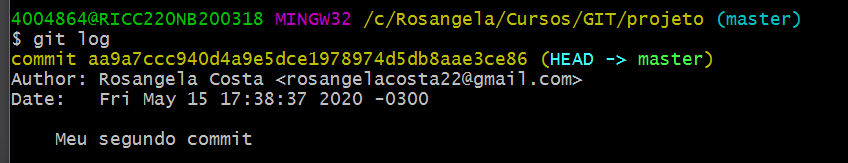 4004864@RICC220NB200318 MINGW32 /c/Rosangela/Cursos/GIT/projeto (master)
$ git log
commit aa9a7ccc940d4a9e5dce1978974d5db8aae3ce86 (HEAD -> master)
Author: Rosangela Costa <rosangelacosta22@gmail.com>
Date:   Fri May 15 17:38:37 2020 -0300
    Meu segundo commit